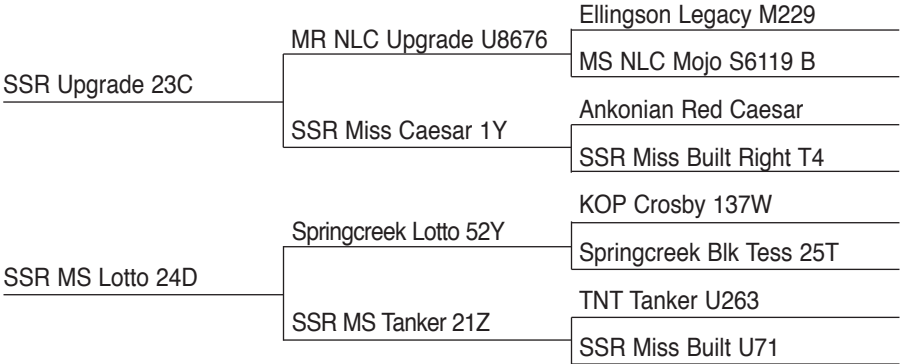 Ellingson Legacy M229
MR NLC Upgrade U8676
MS NLC Mojo S6119 B
SSR Upgrade 23C
Ankonian Red Caesar
SSR Miss Caesar 1Y
SSR Miss Built Right T4
KOP Crosby 137W
Springcreek Lotto 52Y
Springcreek Blk Tess 25T
SSR MS Lotto 24D
TNT Tanker U263
SSR MS Tanker 21Z
SSR Miss Built U71